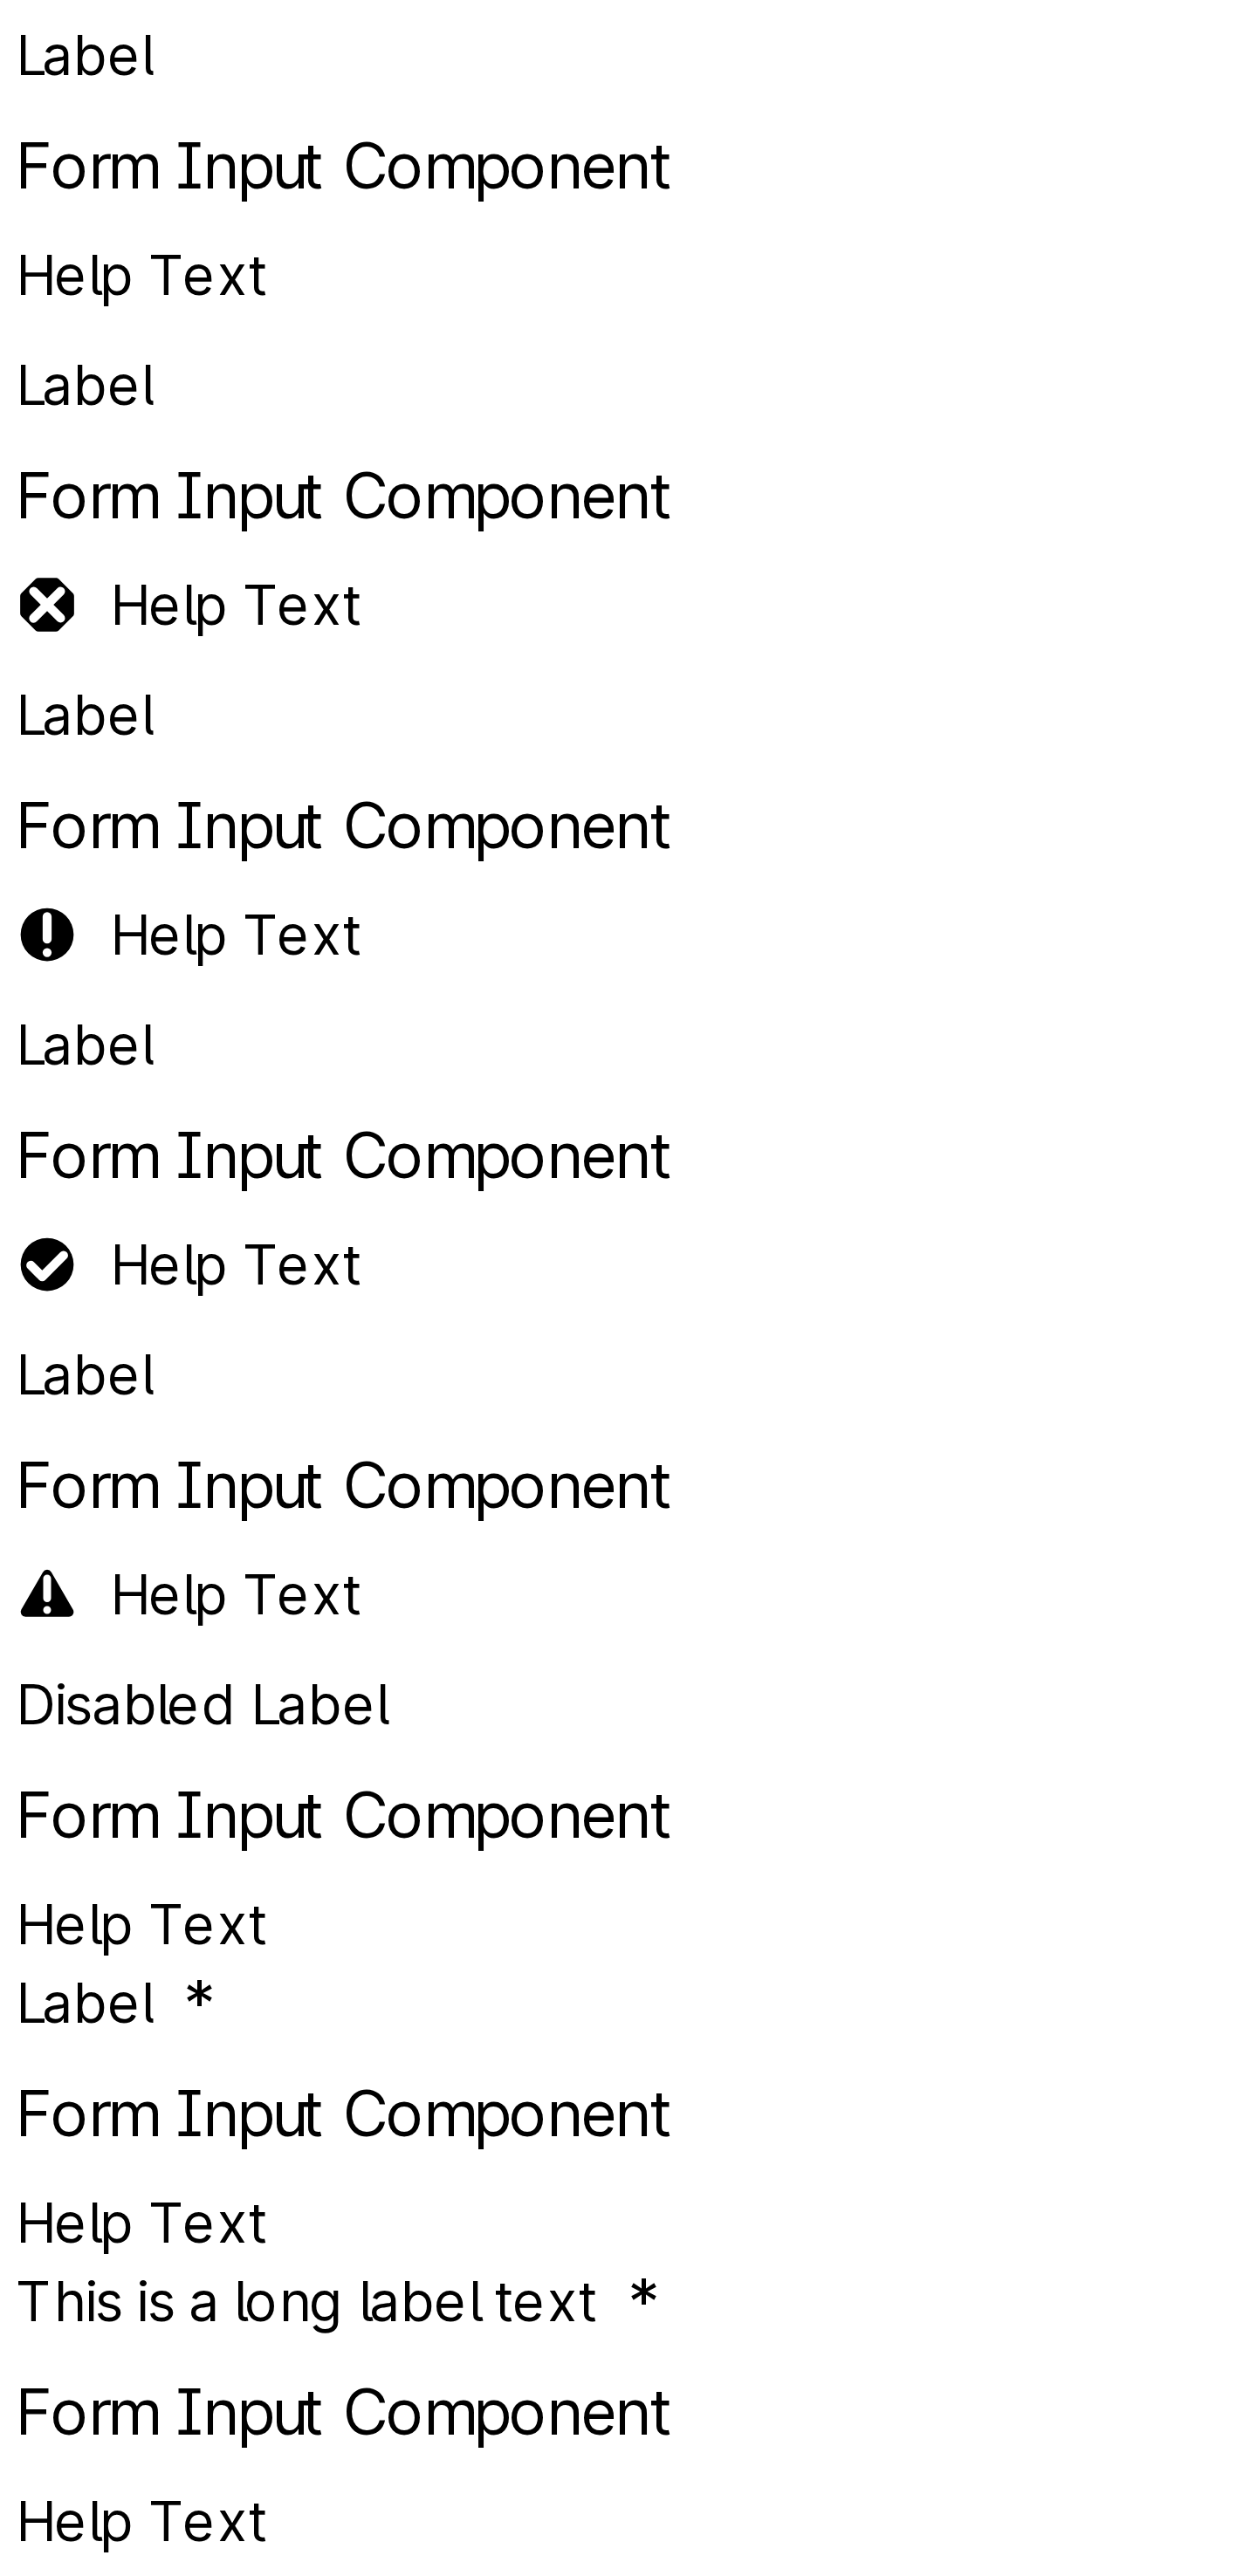 Label
Form Input Component
Help Text
Label
Form Input Component
Help Text
Label
Form Input Component
Help Text
Label
Form Input Component
Help Text
Label
Form Input Component
Help Text
Disabled Label
Form Input Component
Help Text
Label *
Form Input Component
Help Text
This is a long label text *
Form Input Component
Help Text